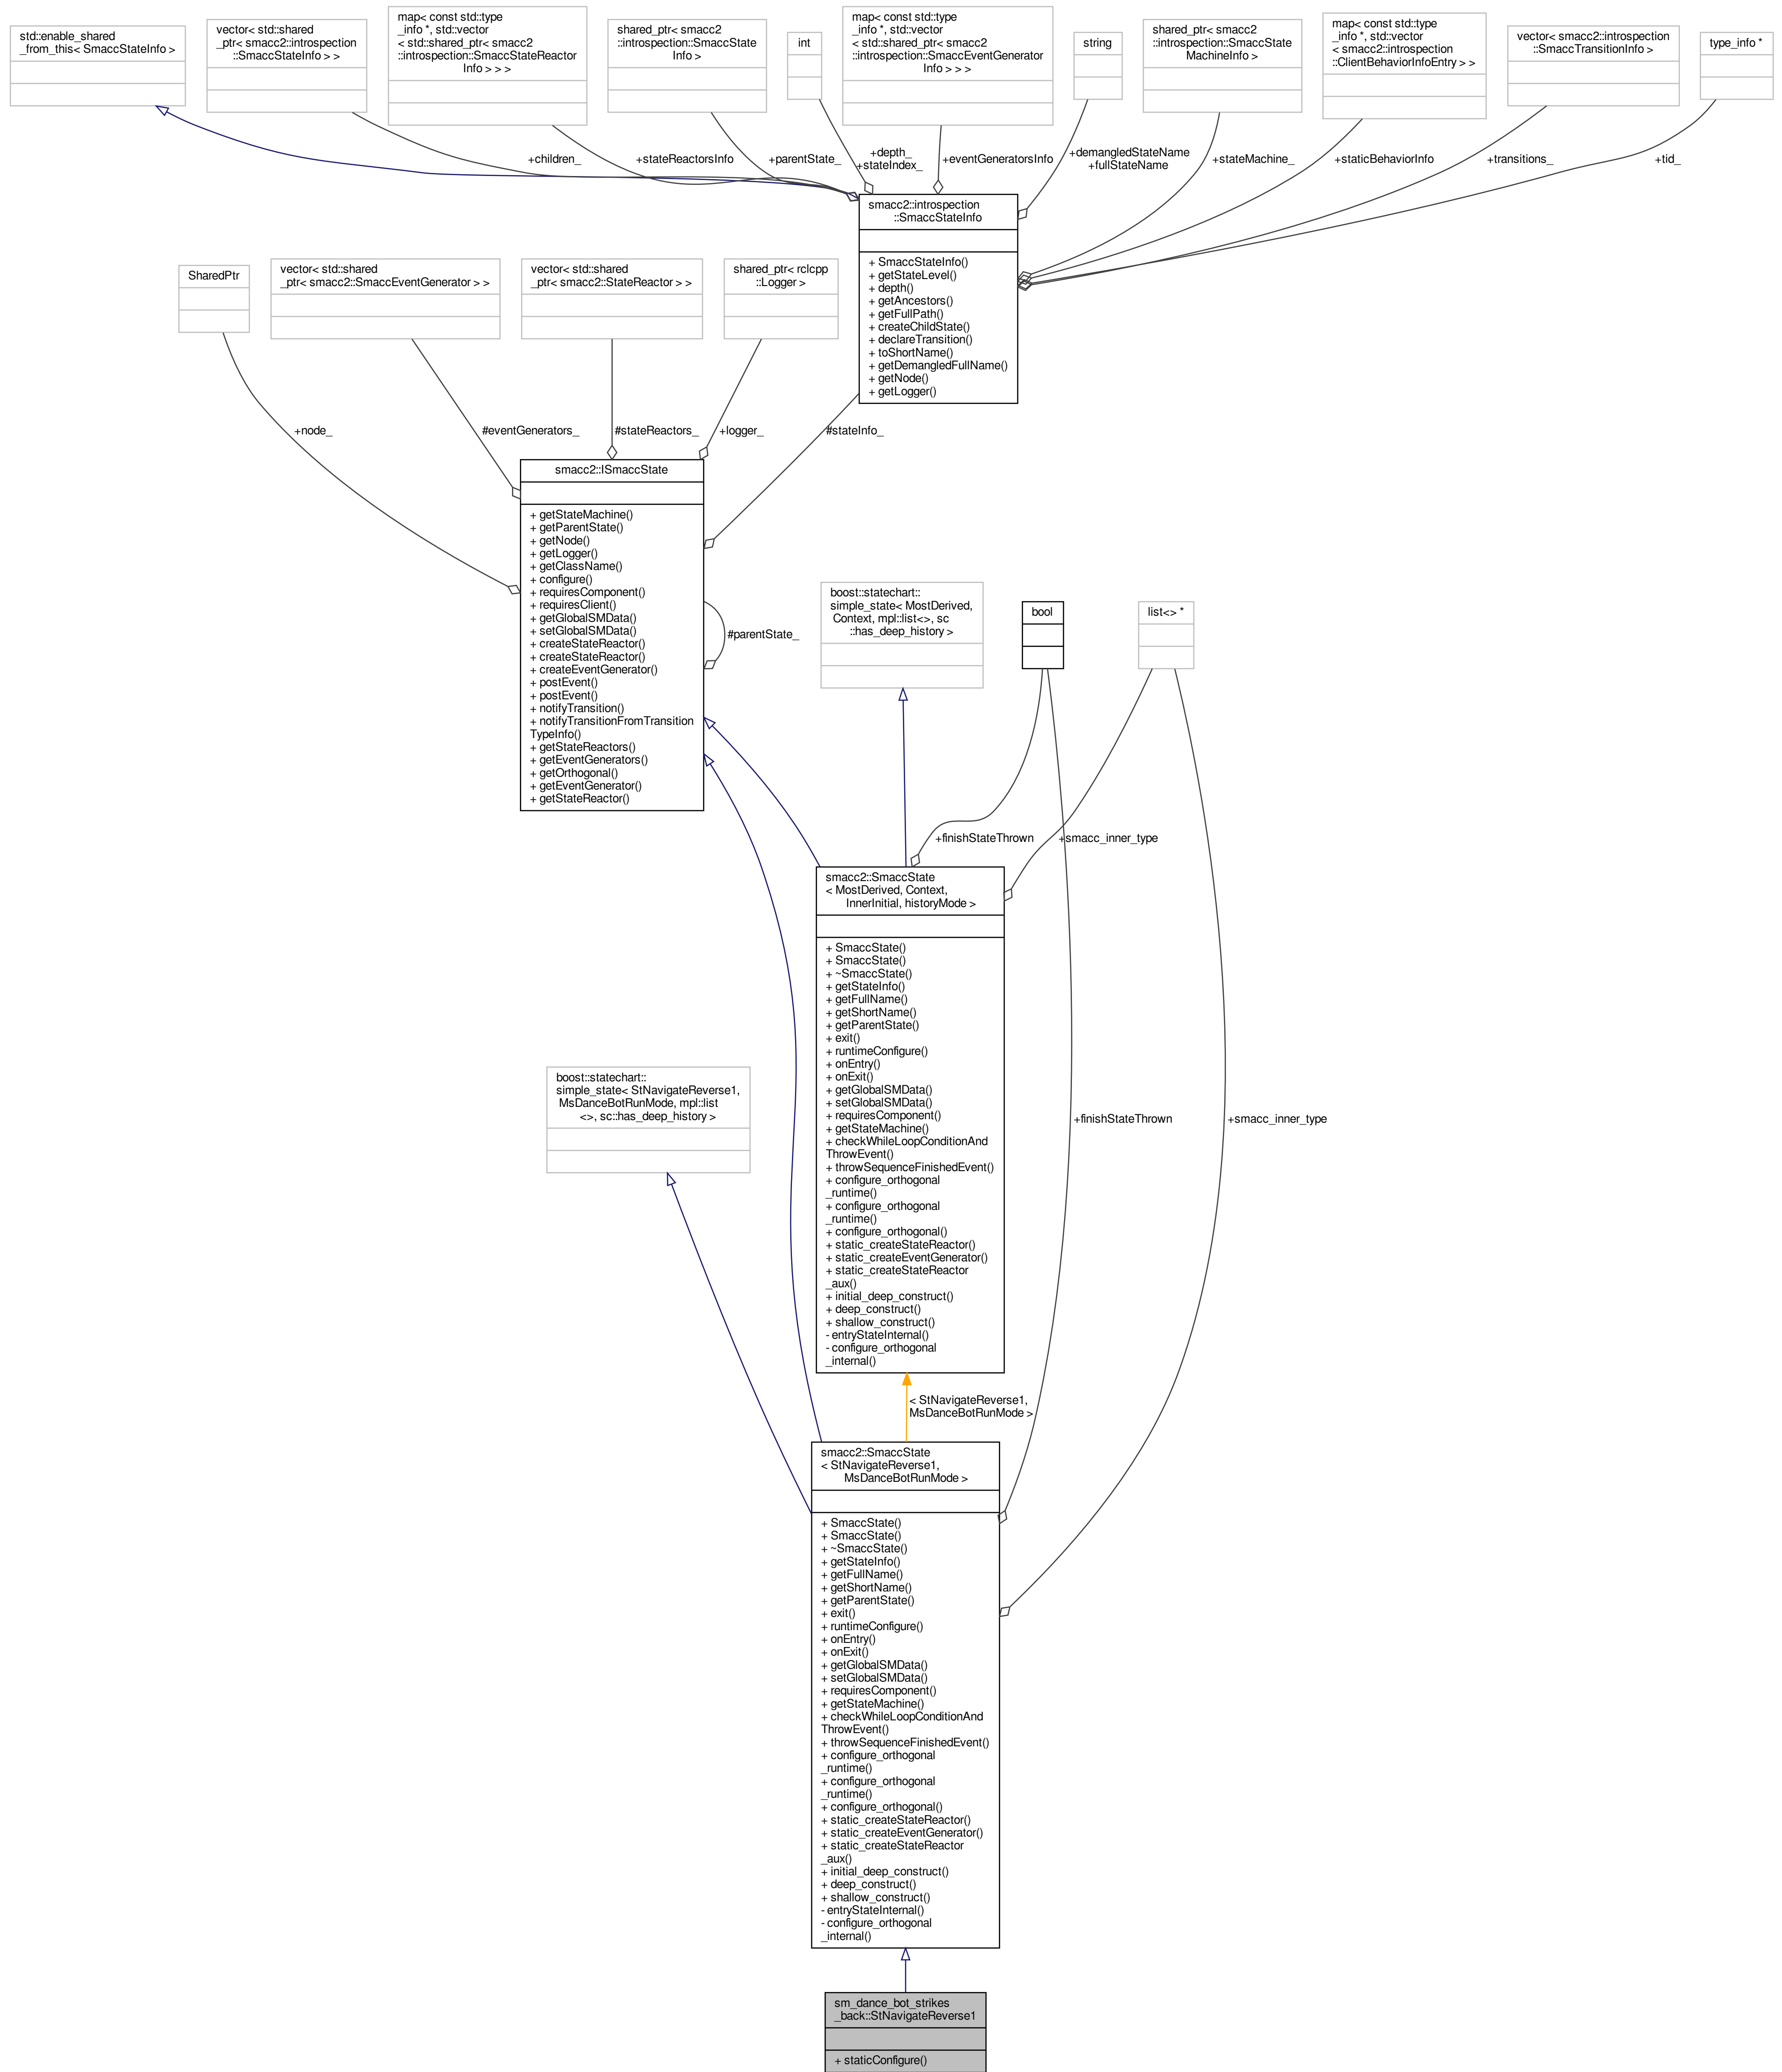 std::enable_shared
_from_this< SmaccStateInfo >
vector< std::shared
_ptr< smacc2::introspection
::SmaccStateInfo > >
map< const std::type
_info *, std::vector
< std::shared_ptr< smacc2
::introspection::SmaccStateReactor
Info > > >
shared_ptr< smacc2
::introspection::SmaccState
Info >
int
map< const std::type
_info *, std::vector
< std::shared_ptr< smacc2
::introspection::SmaccEventGenerator
Info > > >
string
shared_ptr< smacc2
::introspection::SmaccState
MachineInfo >
map< const std::type
_info *, std::vector
< smacc2::introspection
::ClientBehaviorInfoEntry > >
vector< smacc2::introspection
::SmaccTransitionInfo >
type_info *
+children_
+stateReactorsInfo
+parentState_
+depth_
+stateIndex_
+eventGeneratorsInfo
+demangledStateName
+fullStateName
+stateMachine_
+staticBehaviorInfo
+transitions_
+tid_
smacc2::introspection
::SmaccStateInfo
+ SmaccStateInfo()
+ getStateLevel()
+ depth()
+ getAncestors()
+ getFullPath()
+ createChildState()
+ declareTransition()
+ toShortName()
+ getDemangledFullName()
+ getNode()
+ getLogger()
SharedPtr
vector< std::shared
_ptr< smacc2::SmaccEventGenerator > >
vector< std::shared
_ptr< smacc2::StateReactor > >
shared_ptr< rclcpp
::Logger >
+node_
#eventGenerators_
#stateReactors_
+logger_
#stateInfo_
smacc2::ISmaccState
+ getStateMachine()
+ getParentState()
+ getNode()
+ getLogger()
+ getClassName()
+ configure()
+ requiresComponent()
+ requiresClient()
+ getGlobalSMData()
+ setGlobalSMData()
+ createStateReactor()
+ createStateReactor()
+ createEventGenerator()
+ postEvent()
+ postEvent()
+ notifyTransition()
+ notifyTransitionFromTransition
TypeInfo()
+ getStateReactors()
+ getEventGenerators()
+ getOrthogonal()
+ getEventGenerator()
+ getStateReactor()
#parentState_
boost::statechart::
simple_state< MostDerived,
Context, mpl::list<>, sc
::has_deep_history >
bool
list<> *
+finishStateThrown
+smacc_inner_type
smacc2::SmaccState
< MostDerived, Context,
InnerInitial, historyMode >
+ SmaccState()
+ SmaccState()
+ ~SmaccState()
+ getStateInfo()
+ getFullName()
+ getShortName()
+ getParentState()
+ exit()
+ runtimeConfigure()
+ onEntry()
+ onExit()
+ getGlobalSMData()
+ setGlobalSMData()
+ requiresComponent()
+ getStateMachine()
+ checkWhileLoopConditionAnd
ThrowEvent()
+ throwSequenceFinishedEvent()
+ configure_orthogonal
_runtime()
+ configure_orthogonal
_runtime()
+ configure_orthogonal()
+ static_createStateReactor()
+ static_createEventGenerator()
+ static_createStateReactor
_aux()
+ initial_deep_construct()
+ deep_construct()
+ shallow_construct()
- entryStateInternal()
- configure_orthogonal
_internal()
boost::statechart::
simple_state< StNavigateReverse1,
MsDanceBotRunMode, mpl::list
<>, sc::has_deep_history >
+finishStateThrown
+smacc_inner_type
< StNavigateReverse1,
MsDanceBotRunMode >
smacc2::SmaccState
< StNavigateReverse1,
MsDanceBotRunMode >
+ SmaccState()
+ SmaccState()
+ ~SmaccState()
+ getStateInfo()
+ getFullName()
+ getShortName()
+ getParentState()
+ exit()
+ runtimeConfigure()
+ onEntry()
+ onExit()
+ getGlobalSMData()
+ setGlobalSMData()
+ requiresComponent()
+ getStateMachine()
+ checkWhileLoopConditionAnd
ThrowEvent()
+ throwSequenceFinishedEvent()
+ configure_orthogonal
_runtime()
+ configure_orthogonal
_runtime()
+ configure_orthogonal()
+ static_createStateReactor()
+ static_createEventGenerator()
+ static_createStateReactor
_aux()
+ initial_deep_construct()
+ deep_construct()
+ shallow_construct()
- entryStateInternal()
- configure_orthogonal
_internal()
sm_dance_bot_strikes
_back::StNavigateReverse1
+ staticConfigure()